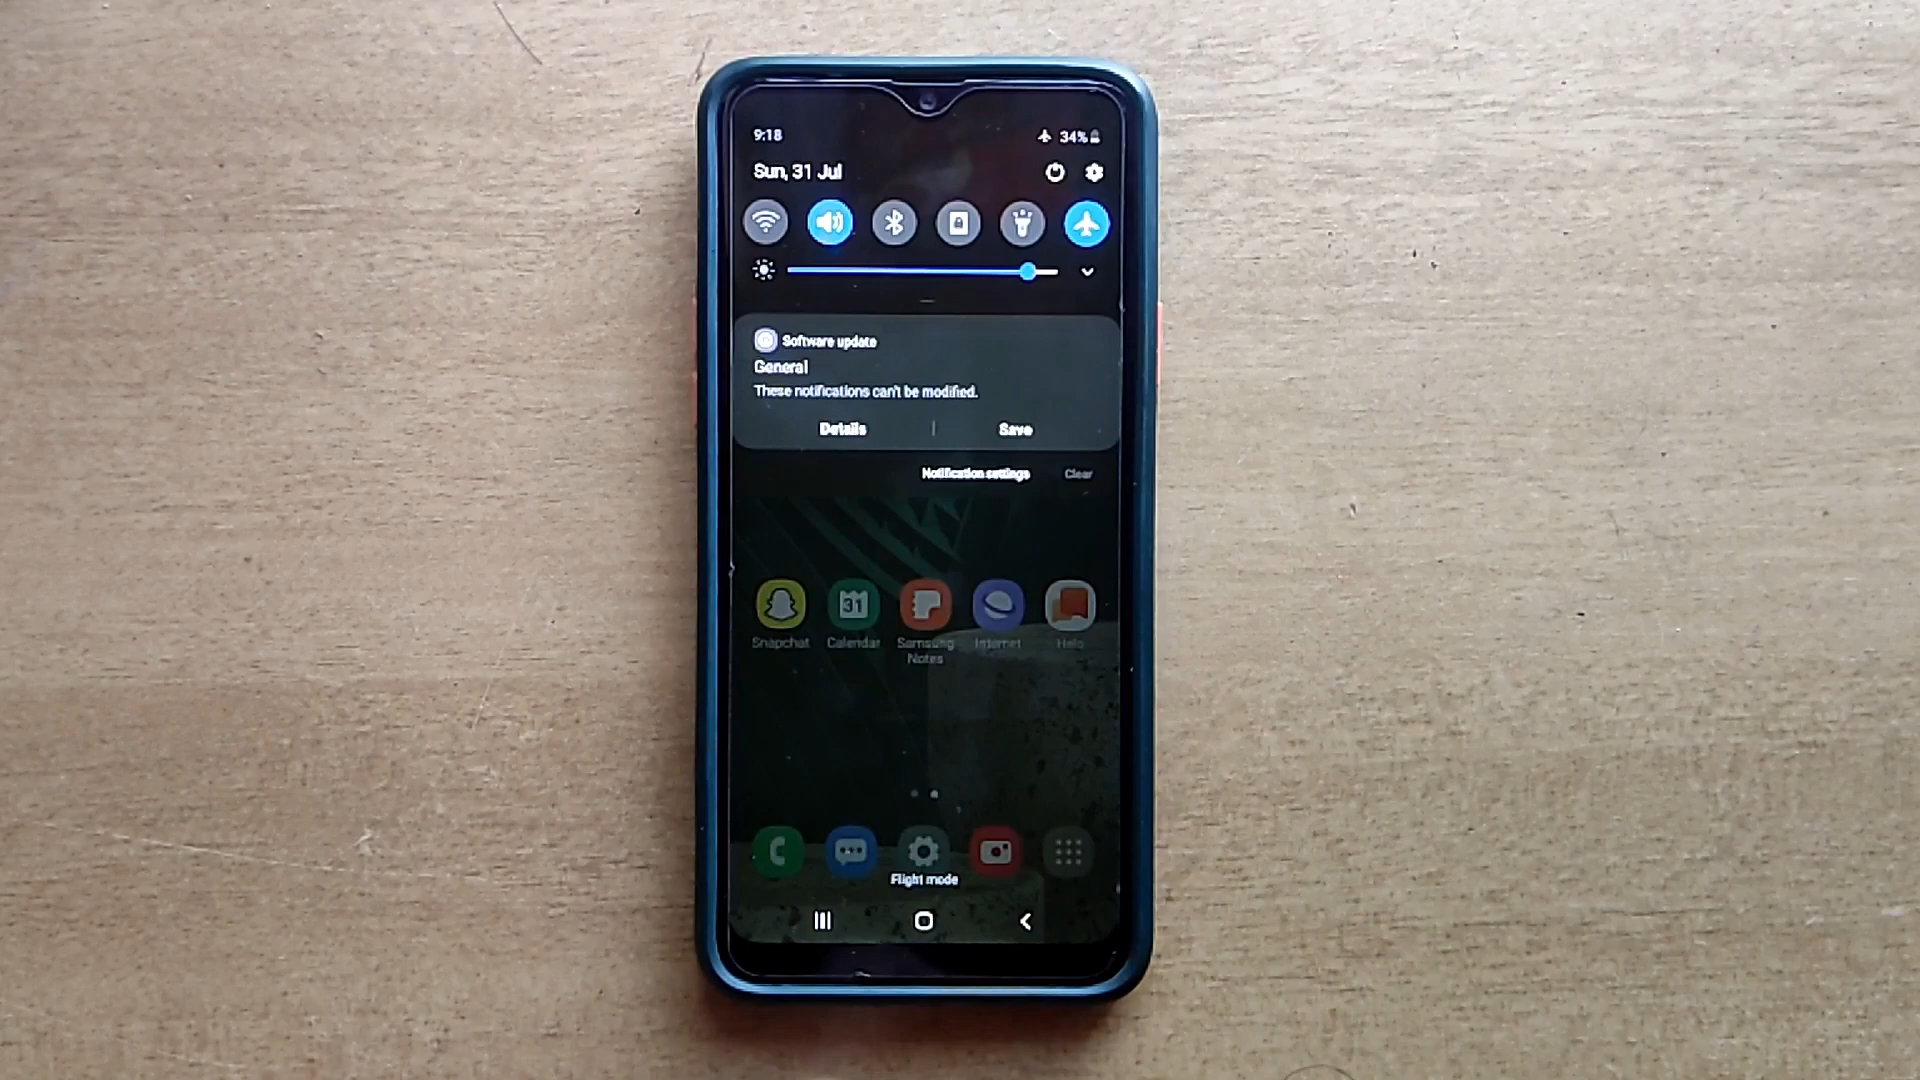 9:18
34%
Sun, 31 Jul
Software update
General
These notifications can't be modified.
Details
Save
Notification settings
Clear
Snapchat
Calendar
Samsung
Notes
Internet
Helo
31
Flight mode